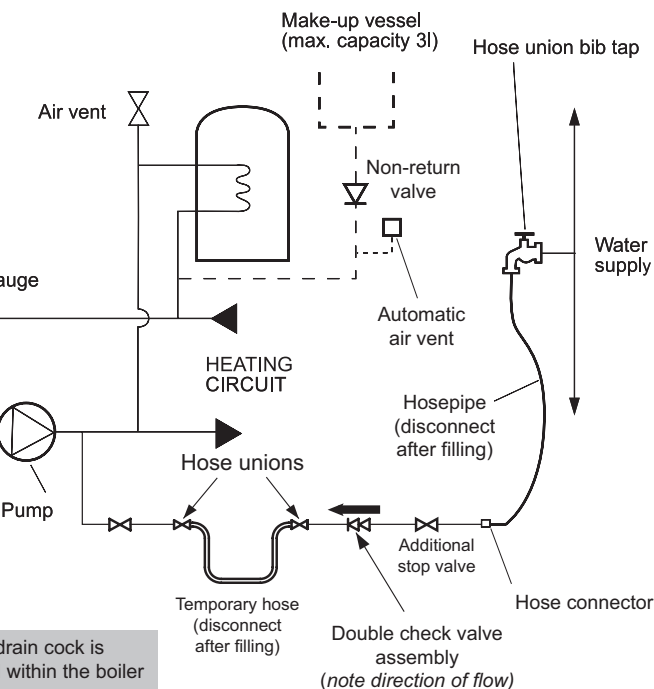 Make-up vessel
(max. capacity 3l)
Hose union bib tap
Air vent
Non-return
valve
Water
supply
auge
Automatic
air vent
HEATING
CIRCUIT
Hosepipe
(disconnect
after filling)
Hose unions
Pump
Additional
stop valve
Temporary hose
(disconnect
after filling)
Hose connector
Double check valve
assembly
(note direction of flow)
drain cock is
within the boiler